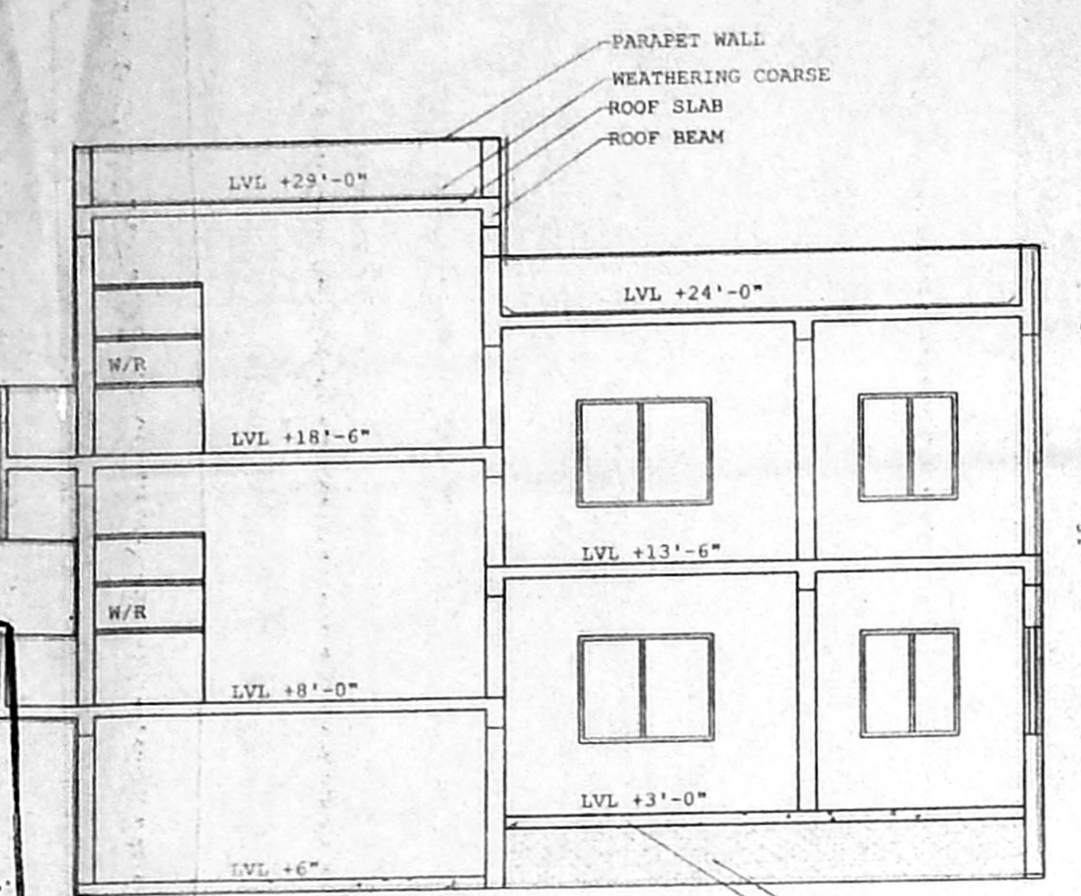 PARAPET WALL
WEATHERING COARSE
ROOF SLAB
ROOF BEAM
LVL +29'-0"
LVL +24'-0"
W/R
LVL +18'-6"
LVL +13'-6"
W/R
LVL +8'-0"
LVL +3'-0"
LVL +6"